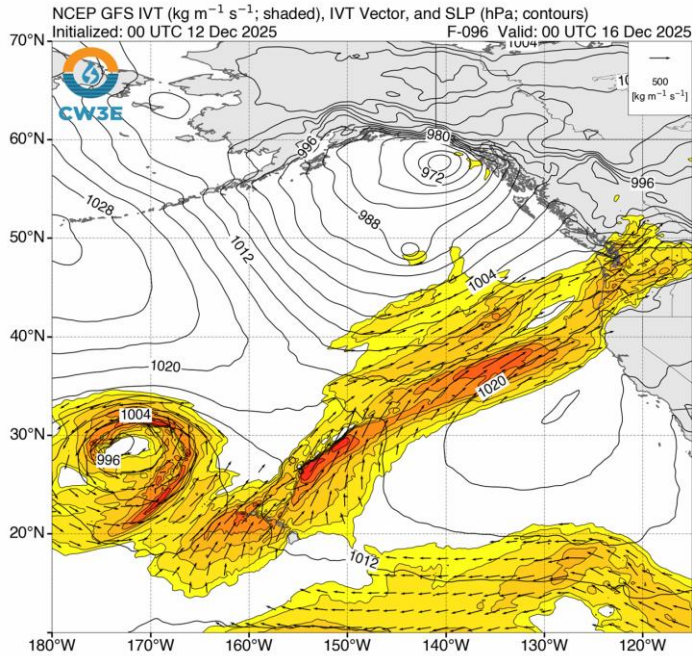 NCEP GFS IVT (kg m⁻¹ s⁻¹; shaded), IVT Vector, and SLP (hPa; contours)
Initialized: 00 UTC 12 Dec 2025 F-096 Valid: 00 UTC 16 Dec 2025
70°N
1004
500
[kg m⁻¹ s⁻¹]
CW3E
60°N
996
980
972
996
1028
988
50°N
1012
1004
40°N
1020
1020
1004
30°N
996
20°N
1012
180°W 170°W 160°W 150°W 140°W 130°W 120°W